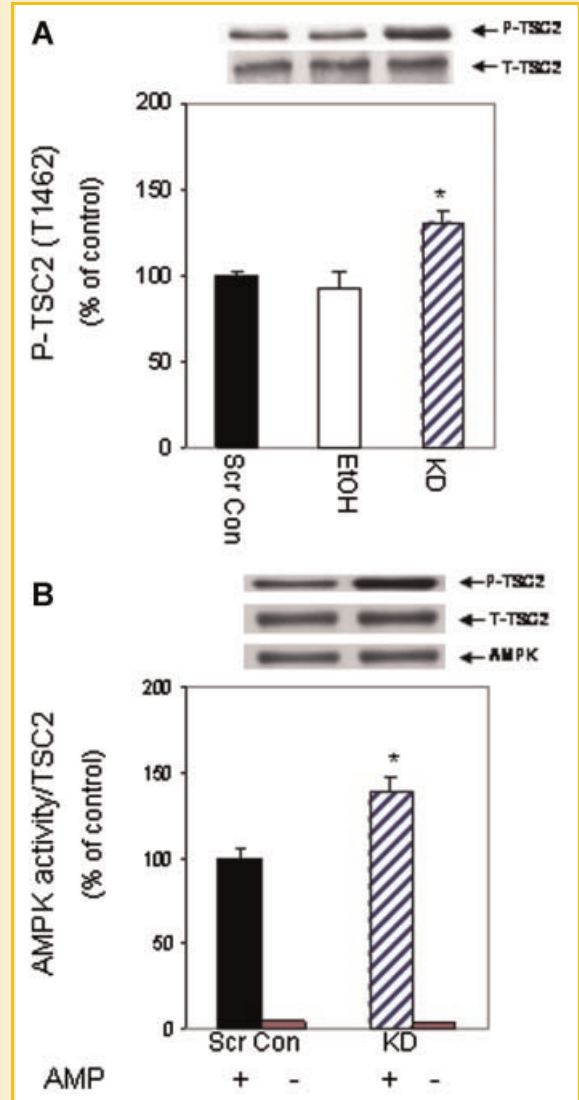 A
P-TSC2
T-TSC2
P-TSC2 (T1462)
(% of control)
200
150
100
50
0
*
Scr Con
EtOH
KD
B
P-TSC2
T-TSC2
AMPK
AMPK activity/TSC2
(% of control)
200
150
100
50
0
*
Scr Con
KD
AMP + - + -